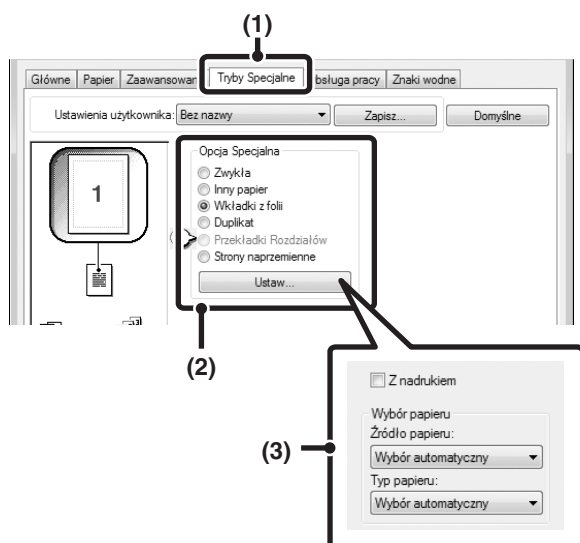 (1)
Główne Papier Zaawansowan Tryby Specjalne bsługa pracy Znaki wodne
Ustawienia użytkownika: Bez nazwy Zapisz... Domyślne
Opcja Specjalna
1
Zwykła
Inny papier
Wkładki z folii
Duplikat
Przekładki Rozdziałów
Strony naprzemienne
Ustaw...
(2)
Z nadrukiem
Wybór papieru
Źródło papieru:
(3)
Wybór automatyczny
Typ papieru:
Wybór automatyczny